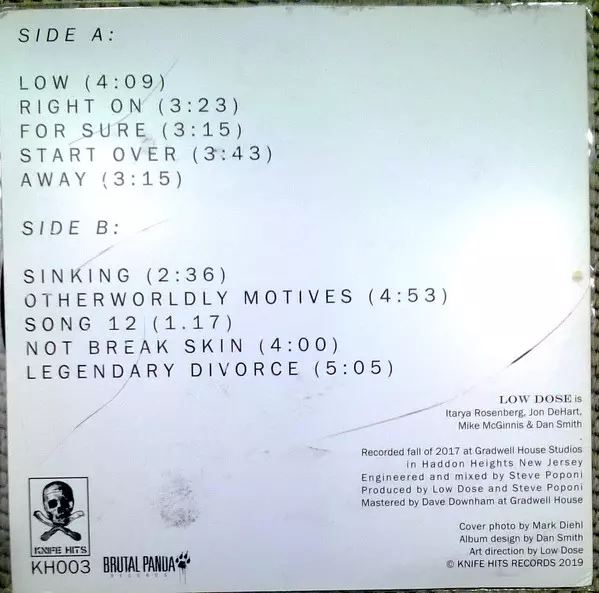 SIDE A:
LOW (4:09)
RIGHT ON (3:23)
FOR SURE (3:15)
START OVER (3:43)
AWAY (3:15)
SIDE B:
SINKING (2:36)
OTHERWORLDLY MOTIVES (4:53)
SONG 12 (1.17)
NOT BREAK SKIN (4:00)
LEGENDARY DIVORCE (5:05)
LOW DOSE is
Itarya Rosenberg, Jon DeHart,
Mike McGinnis & Dan Smith
Recorded fall of 2017 at Gradwell House Studios
in Haddon Heights New Jersey
Engineered and mixed by Steve Poponi
Produced by Low Dose and Steve Poponi
Mastered by Dave Downham at Gradwell House
Cover photo by Mark Diehl
Album design by Dan Smith
Art direction by Low Dose
© KNIFE HITS RECORDS 2019
KNIFE HITS
KH003
BRUTAL PANDA
RECORDS